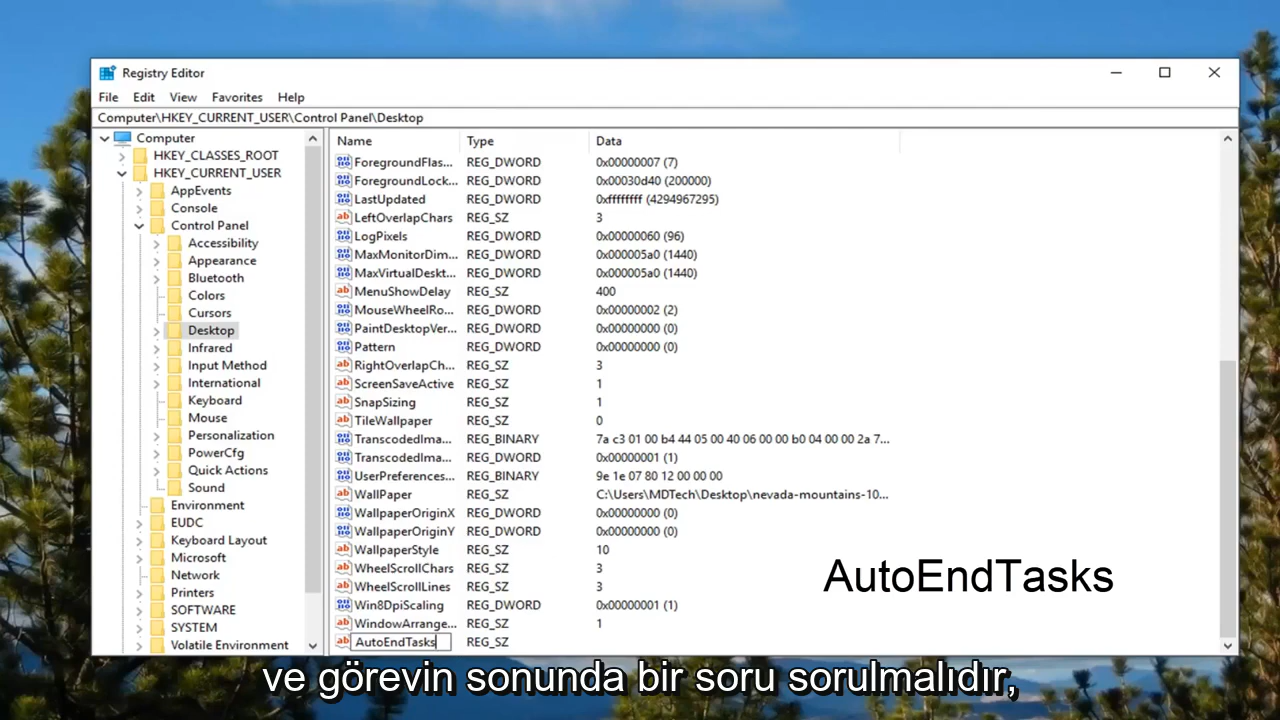 Registry Editor
File Edit View Favorites Help
Computer\HKEY_CURRENT_USER\Control Panel\Desktop
Computer
HKEY_CLASSES_ROOT
HKEY_CURRENT_USER
AppEvents
Console
Control Panel
Accessibility
Appearance
Bluetooth
Colors
Cursors
Desktop
Infrared
Input Method
International
Keyboard
Mouse
Personalization
PowerCfg
Quick Actions
Sound
Environment
EUDC
Keyboard Layout
Microsoft
Network
Printers
SOFTWARE
SYSTEM
Volatile Environment
Name Type Data
ForegroundFlas... REG_DWORD 0x00000007 (7)
ForegroundLock... REG_DWORD 0x00030d40 (200000)
LastUpdated REG_DWORD 0xffffffff (4294967295)
LeftOverlapChars REG_SZ 3
LogPixels REG_DWORD 0x00000060 (96)
MaxMonitorDim... REG_DWORD 0x000005a0 (1440)
MaxVirtualDeskt... REG_DWORD 0x000005a0 (1440)
MenuShowDelay REG_SZ 400
MouseWheelRo... REG_DWORD 0x00000002 (2)
PaintDesktopVer... REG_DWORD 0x00000000 (0)
Pattern REG_DWORD 0x00000000 (0)
RightOverlapCh... REG_SZ 3
ScreenSaveActive REG_SZ 1
SnapSizing REG_SZ 1
TileWallpaper REG_SZ 0
TranscodedIma... REG_BINARY 7a c3 01 00 b4 44 05 00 40 06 00 00 b0 04 00 00 2a 7...
TranscodedIma... REG_DWORD 0x00000001 (1)
UserPreferences... REG_BINARY 9e 1e 07 80 12 00 00 00
WallPaper REG_SZ C:\Users\MDTech\Desktop\nevada-mountains-10...
WallpaperOriginX REG_DWORD 0x00000000 (0)
WallpaperOriginY REG_DWORD 0x00000000 (0)
WallpaperStyle REG_SZ 10
WheelScrollChars REG_SZ 3
WheelScrollLines REG_SZ 3
Win8DpiScaling REG_DWORD 0x00000001 (1)
WindowArrange... REG_SZ 1
AutoEndTasks REG_SZ
AutoEndTasks
ve görevin sonunda bir soru sorulmalıdır,